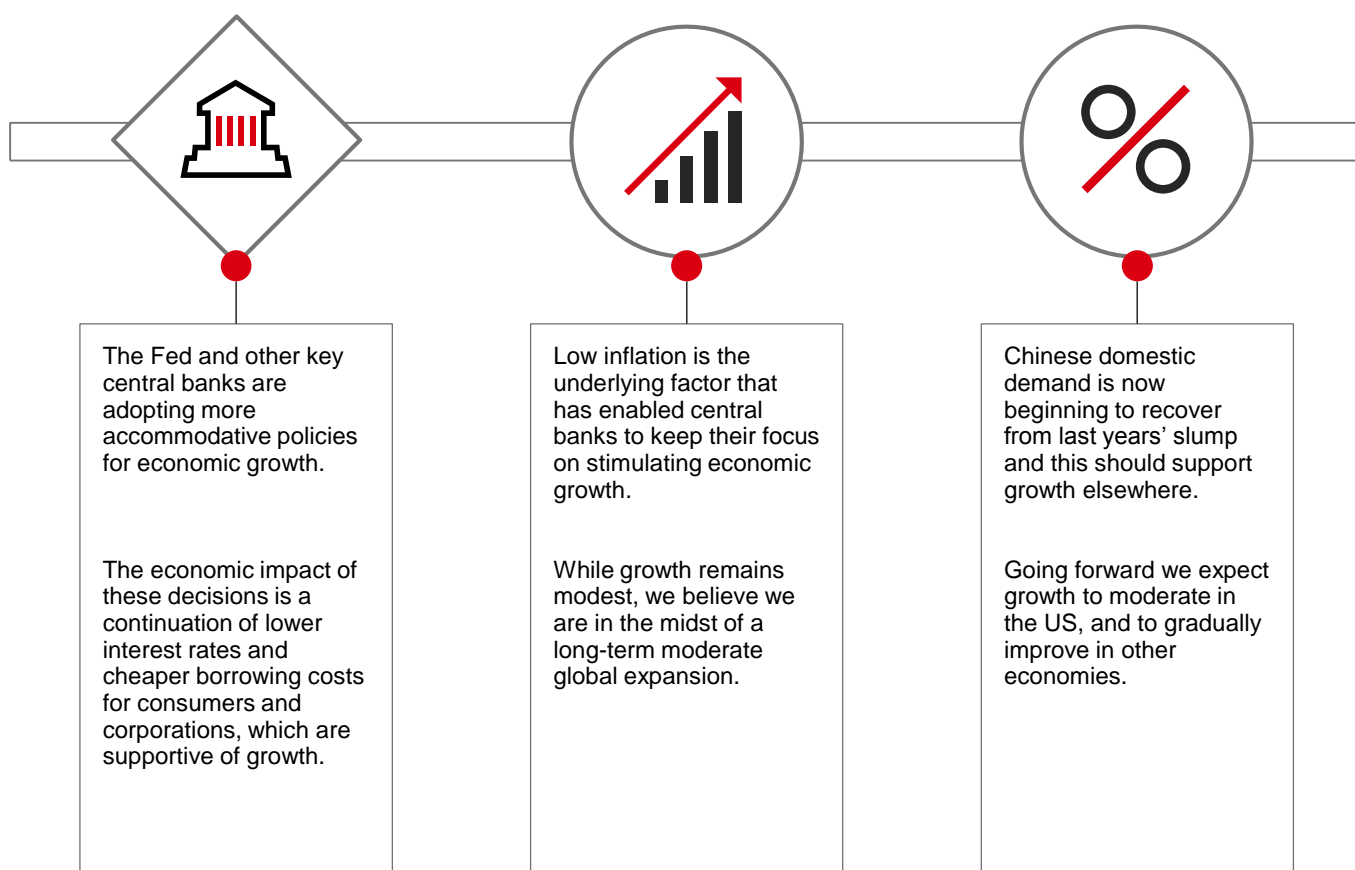 The Fed and other key
central banks are
adopting more
accommodative policies
for economic growth.
The economic impact of
these decisions is a
continuation of lower
interest rates and
cheaper borrowing costs
for consumers and
corporations, which are
supportive of growth.
Low inflation is the
underlying factor that
has enabled central
banks to keep their focus
on stimulating economic
growth.
While growth remains
modest, we believe we
are in the midst of a
long-term moderate
global expansion.
Chinese domestic
demand is now
beginning to recover
from last years’ slump
and this should support
growth elsewhere.
Going forward we expect
growth to moderate in
the US, and to gradually
improve in other
economies.